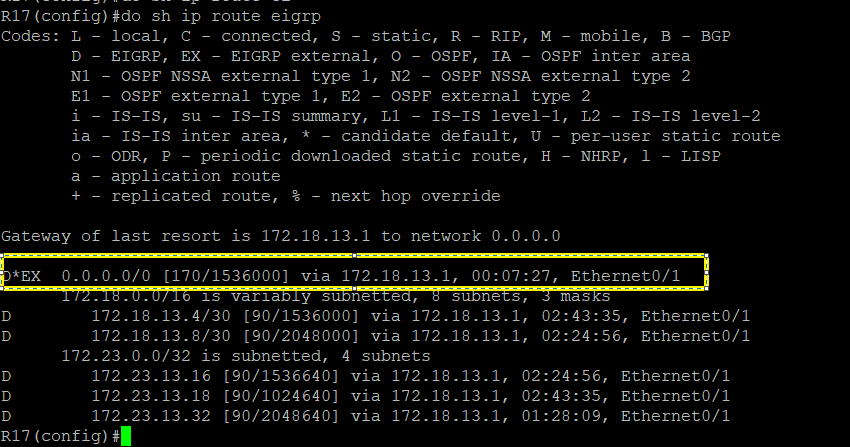 R17(config)#do sh ip route eigrp
Codes: L - local, C - connected, S - static, R - RIP, M - mobile, B - BGP
D - EIGRP, EX - EIGRP external, O - OSPF, IA - OSPF inter area
N1 - OSPF NSSA external type 1, N2 - OSPF NSSA external type 2
E1 - OSPF external type 1, E2 - OSPF external type 2
i - IS-IS, su - IS-IS summary, L1 - IS-IS level-1, L2 - IS-IS level-2
ia - IS-IS inter area, * - candidate default, U - per-user static route
o - ODR, P - periodic downloaded static route, H - NHRP, l - LISP
a - application route
+ - replicated route, % - next hop override
Gateway of last resort is 172.18.13.1 to network 0.0.0.0
D*EX 0.0.0.0/0 [170/1536000] via 172.18.13.1, 00:07:27, Ethernet0/1
172.18.0.0/16 is variably subnetted, 8 subnets, 3 masks
D 172.18.13.4/30 [90/1536000] via 172.18.13.1, 02:43:35, Ethernet0/1
D 172.18.13.8/30 [90/2048000] via 172.18.13.1, 02:24:56, Ethernet0/1
172.23.0.0/32 is subnetted, 4 subnets
D 172.23.13.16 [90/1536640] via 172.18.13.1, 02:24:56, Ethernet0/1
D 172.23.13.18 [90/1024640] via 172.18.13.1, 02:43:35, Ethernet0/1
D 172.23.13.32 [90/2048640] via 172.18.13.1, 01:28:09, Ethernet0/1
R17(config)#